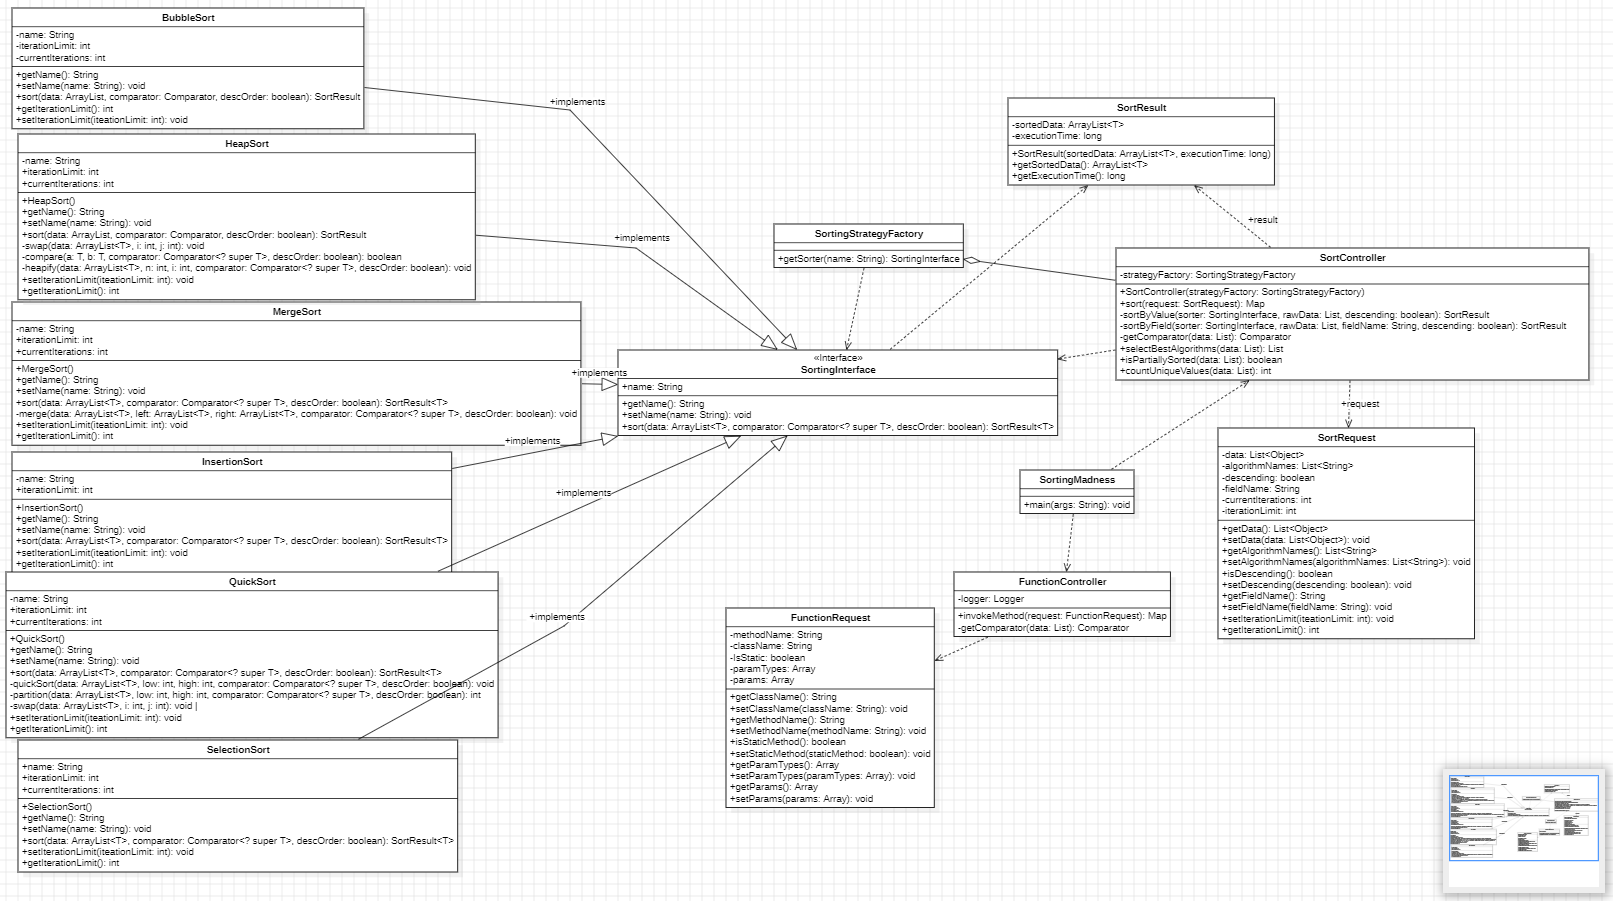 BubbleSort
-name: String
-iterationLimit: int
-currentIterations: int
+getName(): String
+setName(name: String): void
+sort(data: ArrayList, comparator: Comparator, descOrder: boolean): SortResult
+getIterationLimit(): int
+setIterationLimit(iteationLimit: int): void
HeapSort
-name: String
+iterationLimit: int
+currentIterations: int
+HeapSort()
+getName(): String
+setName(name: String): void
+sort(data: ArrayList, comparator: Comparator, descOrder: boolean): SortResult
-swap(data: ArrayList<T>, i: int, j: int): void
-compare(a: T, b: T, comparator: Comparator<? super T>, descOrder: boolean): boolean
-heapify(data: ArrayList<T>, n: int, i: int, comparator: Comparator<? super T>, descOrder: boolean): void
+setIterationLimit(iteationLimit: int): void
+getIterationLimit(): int
MergeSort
-name: String
+iterationLimit: int
+currentIterations: int
+MergeSort()
+getName(): String
+setName(name: String): void
+sort(data: ArrayList<T>, comparator: Comparator<? super T>, descOrder: boolean): SortResult<T>
-merge(data: ArrayList<T>, left: ArrayList<T>, right: ArrayList<T>, comparator: Comparator<? super T>, descOrder: boolean): void
+setIterationLimit(iteationLimit: int): void
+getIterationLimit(): int
InsertionSort
-name: String
+iterationLimit: int
+InsertionSort()
+getName(): String
+setName(name: String): void
+sort(data: ArrayList<T>, comparator: Comparator<? super T>, descOrder: boolean): SortResult<T>
+setIterationLimit(iteationLimit: int): void
+getIterationLimit(): int
QuickSort
-name: String
+iterationLimit: int
+currentIterations: int
+QuickSort()
+getName(): String
+setName(name: String): void
+sort(data: ArrayList<T>, comparator: Comparator<? super T>, descOrder: boolean): SortResult<T>
-quickSort(data: ArrayList<T>, low: int, high: int, comparator: Comparator<? super T>, descOrder: boolean): void
-partition(data: ArrayList<T>, low: int, high: int, comparator: Comparator<? super T>, descOrder: boolean): int
-swap(data: ArrayList<T>, i: int, j: int): void |
+setIterationLimit(iteationLimit: int): void
+getIterationLimit(): int
SelectionSort
+name: String
+iterationLimit: int
+currentIterations: int
+SelectionSort()
+getName(): String
+setName(name: String): void
+sort(data: ArrayList<T>, comparator: Comparator<? super T>, descOrder: boolean): SortResult<T>
+setIterationLimit(iteationLimit: int): void
+getIterationLimit(): int
+implements
+implements
+implements
+implements
+implements
+implements
«Interface»
SortingInterface
+name: String
+getName(): String
+setName(name: String): void
+sort(data: ArrayList<T>, comparator: Comparator<? super T>, descOrder: boolean): SortResult<T>
SortingStrategyFactory
+getSorter(name: String): SortingInterface
SortResult
-sortedData: ArrayList<T>
-executionTime: long
+SortResult(sortedData: ArrayList<T>, executionTime: long)
+getSortedData(): ArrayList<T>
+getExecutionTime(): long
+result
SortController
-strategyFactory: SortingStrategyFactory
+SortController(strategyFactory: SortingStrategyFactory)
+sort(request: SortRequest): Map
-sortByValue(sorter: SortingInterface, rawData: List, descending: boolean): SortResult
-sortByField(sorter: SortingInterface, rawData: List, fieldName: String, descending: boolean): SortResult
-getComparator(data: List): Comparator
+selectBestAlgorithms(data: List): List
+isPartiallySorted(data: List): boolean
+countUniqueValues(data: List): int
+request
SortRequest
-data: List<Object>
-algorithmNames: List<String>
-descending: boolean
-fieldName: String
-currentIterations: int
-iterationLimit: int
+getData(): List<Object>
+setData(data: List<Object>): void
+getAlgorithmNames(): List<String>
+setAlgorithmNames(algorithmNames: List<String>): void
+isDescending(): boolean
+setDescending(descending: boolean): void
+getFieldName(): String
+setFieldName(fieldName: String): void
+setIterationLimit(iteationLimit: int): void
+getIterationLimit(): int
SortingMadness
+main(args: String): void
FunctionController
-logger: Logger
+invokeMethod(request: FunctionRequest): Map
-getComparator(data: List): Comparator
FunctionRequest
-methodName: String
-className: String
-IsStatic: boolean
-paramTypes: Array
-params: Array
+getClassName(): String
+setClassName(className: String): void
+getMethodName(): String
+setMethodName(methodName: String): void
+isStaticMethod(): boolean
+setStaticMethod(staticMethod: boolean): void
+getParamTypes(): Array
+setParamTypes(paramTypes: Array): void
+getParams(): Array
+setParams(params: Array): void